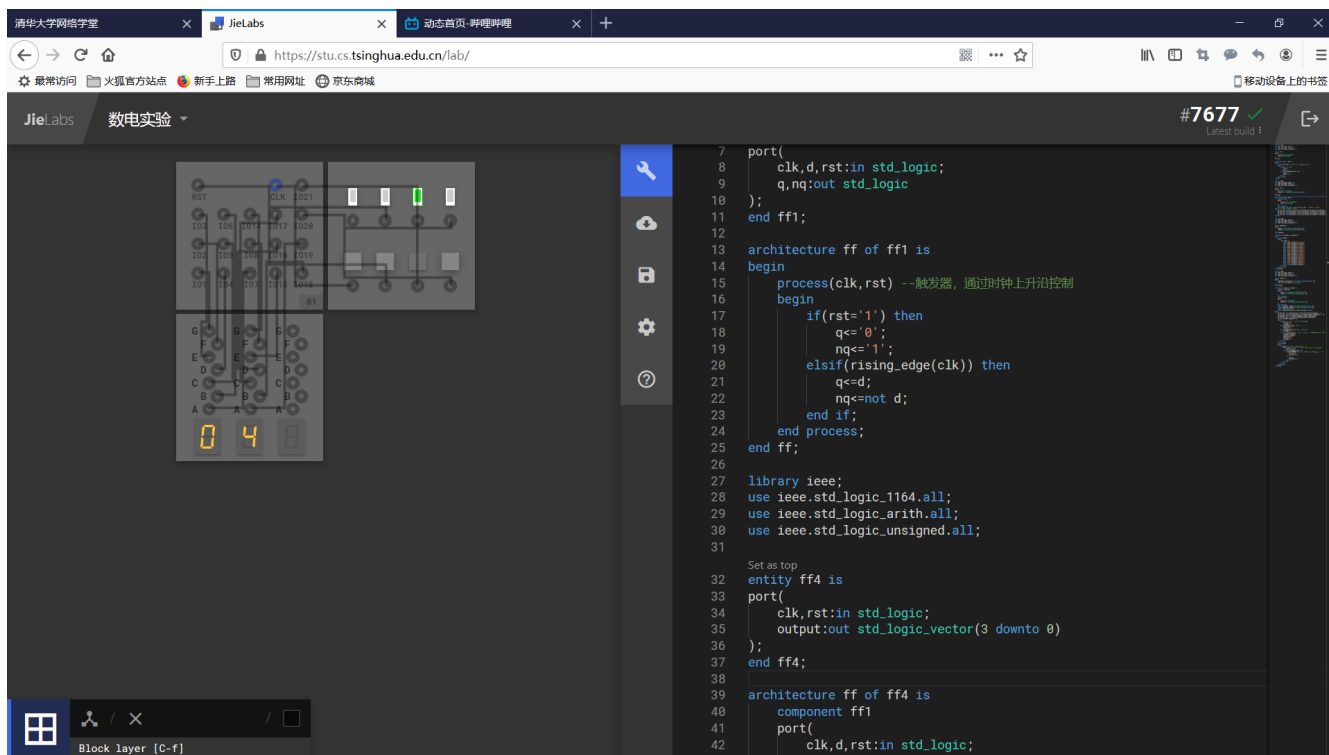 清华大学网络学堂 JieLabs 动态首页-哔哩哔哩
https://stu.cs.tsinghua.edu.cn/lab/
最常访问 火狐官方站点 新手上路 常用网址 京东商城 移动设备上的书签
JieLabs 数电实验 #7677
Latest build
RST CLK IO21
IO3 IO6 IO14 IO17 IO20
IO2 IO5 IO8 IO16 IO19
IO1 IO4 IO7 IO15 IO18
B1
G G G
F F F
E E E
D D D
C C C
B B B
A A A
0 4
7 port(
8 clk,d,rst:in std_logic;
9 q,nq:out std_logic
10 );
11 end ff1;
12
13 architecture ff of ff1 is
14 begin
15 process(clk,rst) --触发器，通过时钟上升沿控制
16 begin
17 if(rst='1') then
18 q<='0';
19 nq<='1';
20 elsif(rising_edge(clk)) then
21 q<=d;
22 nq<=not d;
23 end if;
24 end process;
25 end ff;
26
27 library ieee;
28 use ieee.std_logic_1164.all;
29 use ieee.std_logic_arith.all;
30 use ieee.std_logic_unsigned.all;
31
Set as top
32 entity ff4 is
33 port(
34 clk,rst:in std_logic;
35 output:out std_logic_vector(3 downto 0)
36 );
37 end ff4;
38
39 architecture ff of ff4 is
40 component ff1
41 port(
42 clk,d,rst:in std_logic;
Block layer [C-f]